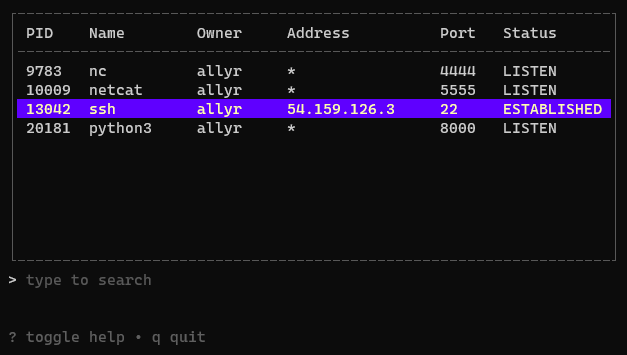 PID Name Owner Address Port Status
9783 nc allyr * 4444 LISTEN
10009 netcat allyr * 5555 LISTEN
13042 ssh allyr 54.159.126.3 22 ESTABLISHED
20181 python3 allyr * 8000 LISTEN
> type to search
? toggle help • q quit